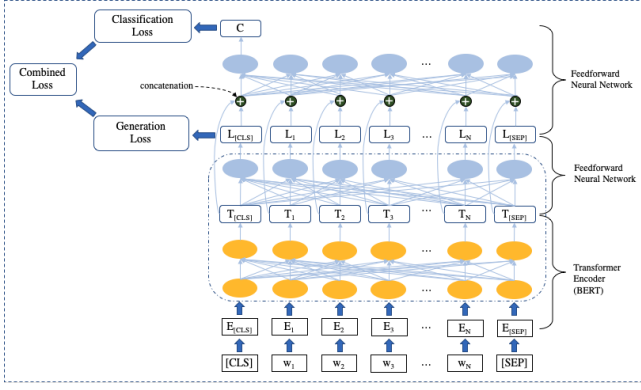 Classification
Loss
C
Combined
Loss
concatenation
Generation
Loss
...
Feedforward
Neural Network
L[CLS] L1 L2 L3 ... LN L[SEP]
...
Feedforward
Neural Network
T[CLS] T1 T2 T3 ... TN T[SEP]
Transformer
Encoder
(BERT)
E[CLS] E1 E2 E3 ... EN E[SEP]
[CLS] w1 w2 w3 ... wN [SEP]